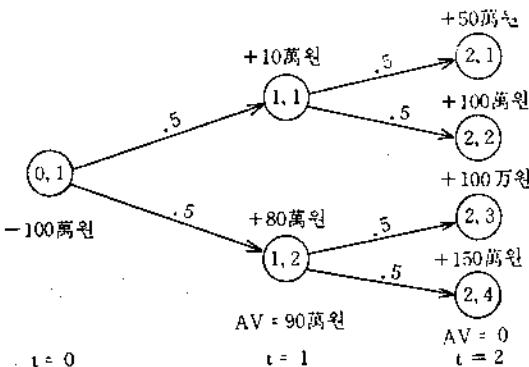 +50萬원
2,1
+10萬원
.5
1,1
.5
+100萬원
2,2
.5
0,1
-100萬원
.5
+100万원
2,3
+80萬원
.5
1,2
.5
+150萬원
2,4
AV = 90萬원
AV = 0
t = 0
t = 1
t = 2